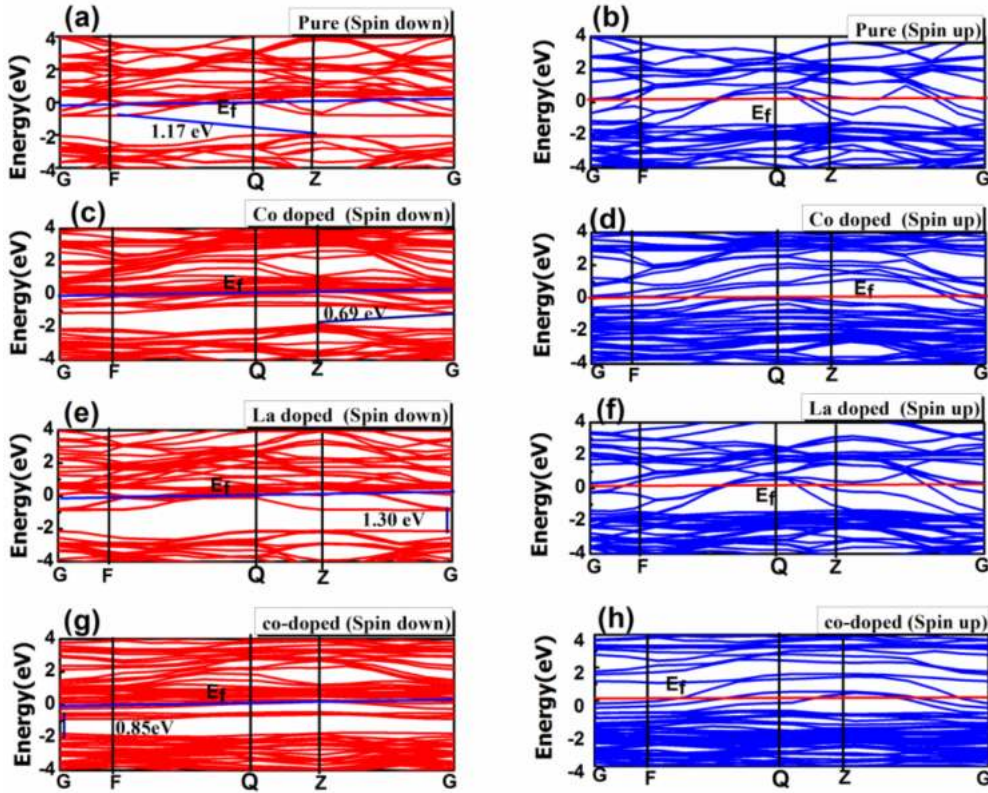 (a)
Pure (Spin down)
Energy(eV)
4
2
0
-2
-4
Ef
1.17 eV
G F Q Z G
(b)
Pure (Spin up)
Energy(eV)
4
2
0
-2
-4
Ef
G F Q Z G
(c)
Co doped (Spin down)
Energy(eV)
4
2
0
-2
-4
Ef
0.69 eV
G F Q Z G
(d)
Co doped (Spin up)
Energy(eV)
4
2
0
-2
-4
Ef
G F Q Z G
(e)
La doped (Spin down)
Energy(eV)
4
2
0
-2
-4
Ef
1.30 eV
G F Q Z G
(f)
La doped (Spin up)
Energy(eV)
4
2
0
-2
-4
Ef
G F Q Z G
(g)
co-doped (Spin down)
Energy(eV)
4
2
0
-2
-4
Ef
0.85eV
G F Q Z G
(h)
co-doped (Spin up)
Energy(eV)
4
2
0
-2
-4
Ef
G F Q Z G